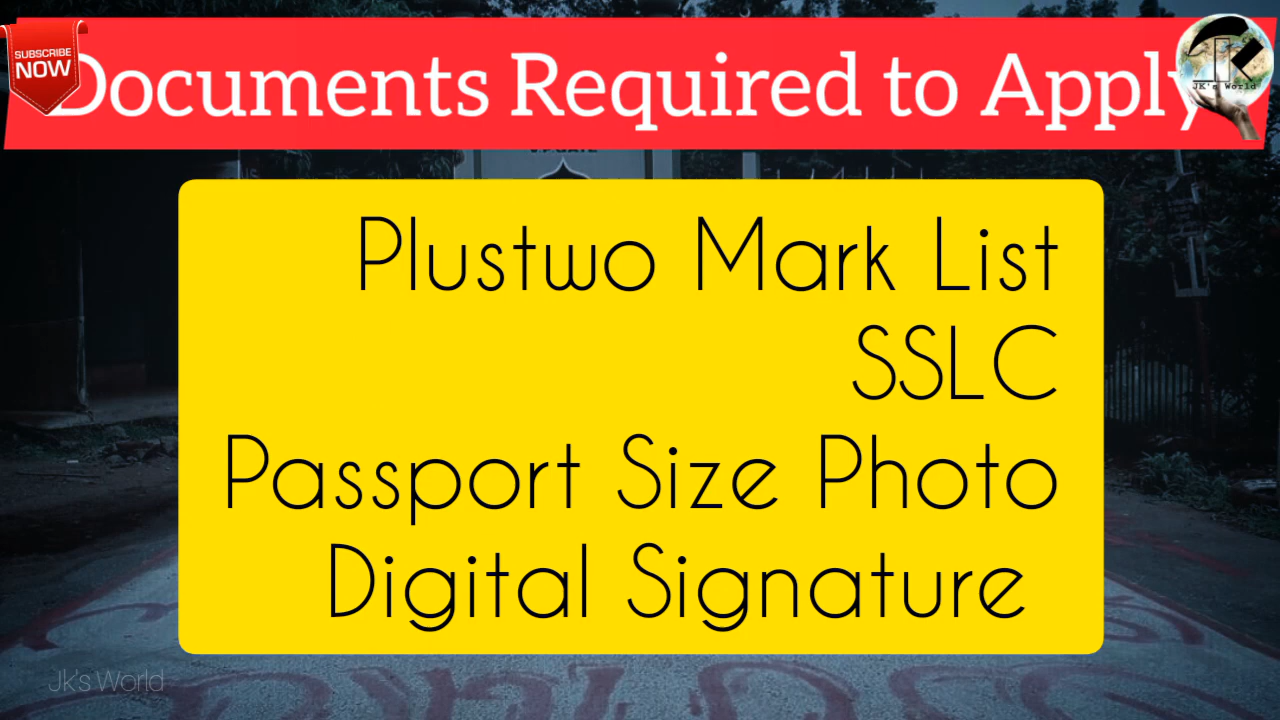 SUBSCRIBE
NOW
Documents Required to Apply
JK's World
Plustwo Mark List
SSLC
Passport Size Photo
Digital Signature
Jk's World